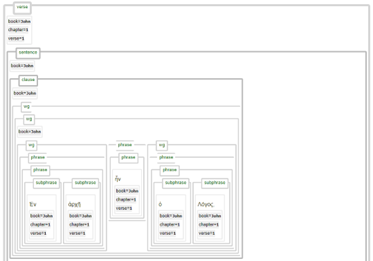 verse
book=John
chapter=1
verse=1
sentence
book=John
clause
book=John
wg
wg
book=John
wg phrase wg
phrase phrase phrase
phrase phrase
subphrase subphrase subphrase subphrase
ἦν
book=John
chapter=1
verse=1
Ἐν ἀρχῇ ὁ Λόγος,
book=John book=John book=John book=John
chapter=1 chapter=1 chapter=1 chapter=1
verse=1 verse=1 verse=1 verse=1